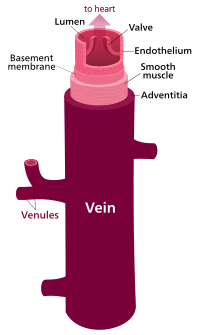 to heart
Lumen
Valve
Endothelium
Basement
membrane
Smooth
muscle
Adventitia
Vein
Venules